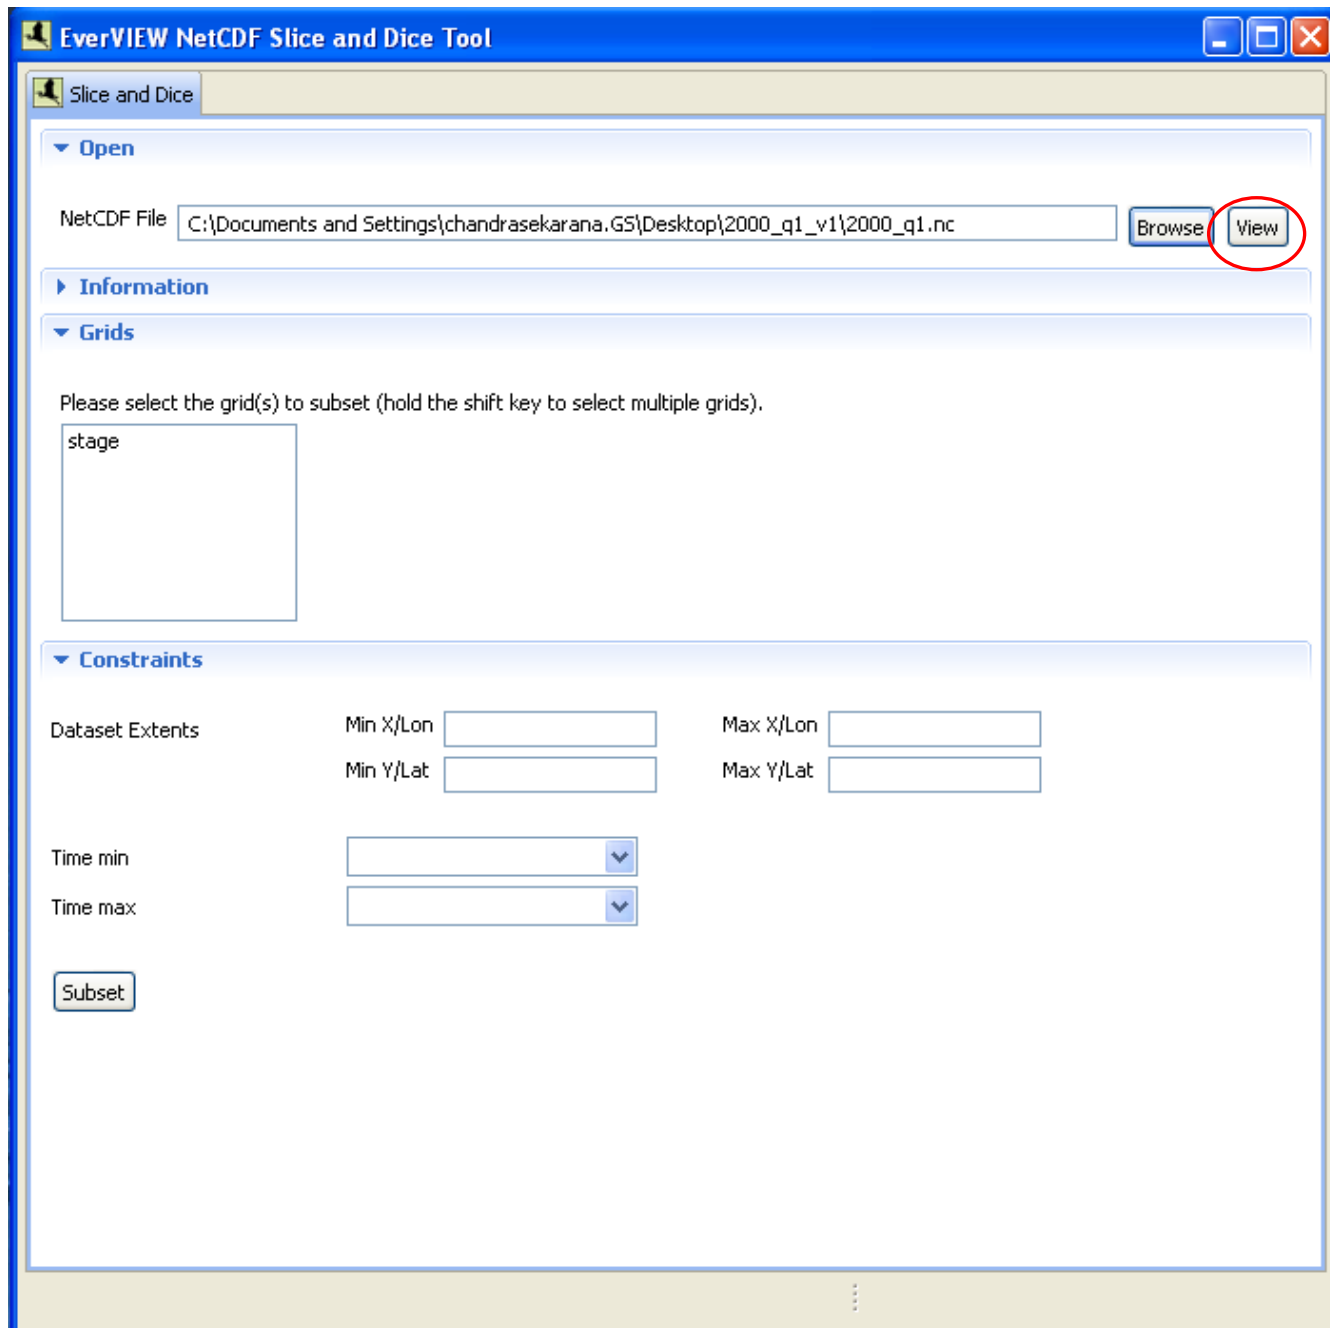 EverVIEW NetCDF Slice and Dice Tool
Slice and Dice
Open
NetCDF File C:\Documents and Settings\chandrasekarana.GS\Desktop\2000_q1_v1\2000_q1.nc Browse View
Information
Grids
Please select the grid(s) to subset (hold the shift key to select multiple grids).
stage
Constraints
Dataset Extents Min X/Lon Max X/Lon
Min Y/Lat Max Y/Lat
Time min
Time max
Subset